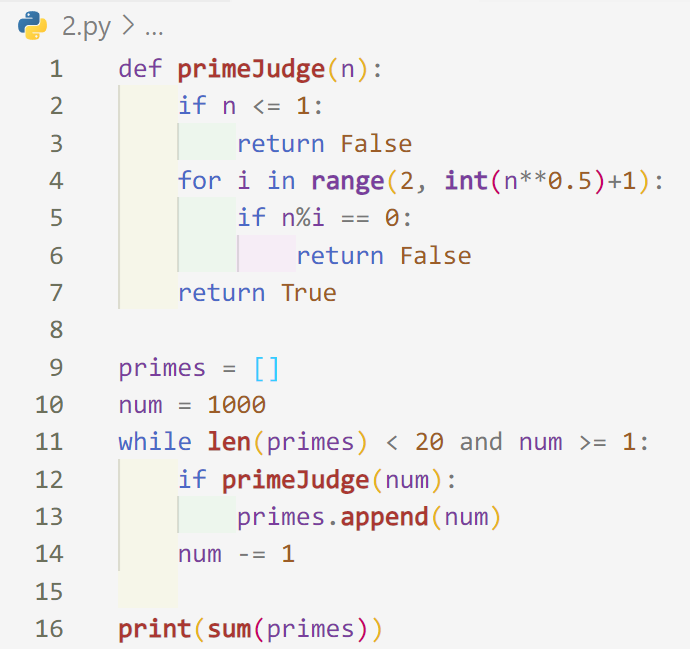 2.py > ...
1 def primeJudge(n):
2     if n <= 1:
3         return False
4     for i in range(2, int(n**0.5)+1):
5         if n%i == 0:
6             return False
7     return True
8
9 primes = []
10 num = 1000
11 while len(primes) < 20 and num >= 1:
12     if primeJudge(num):
13         primes.append(num)
14     num -= 1
15
16 print(sum(primes))